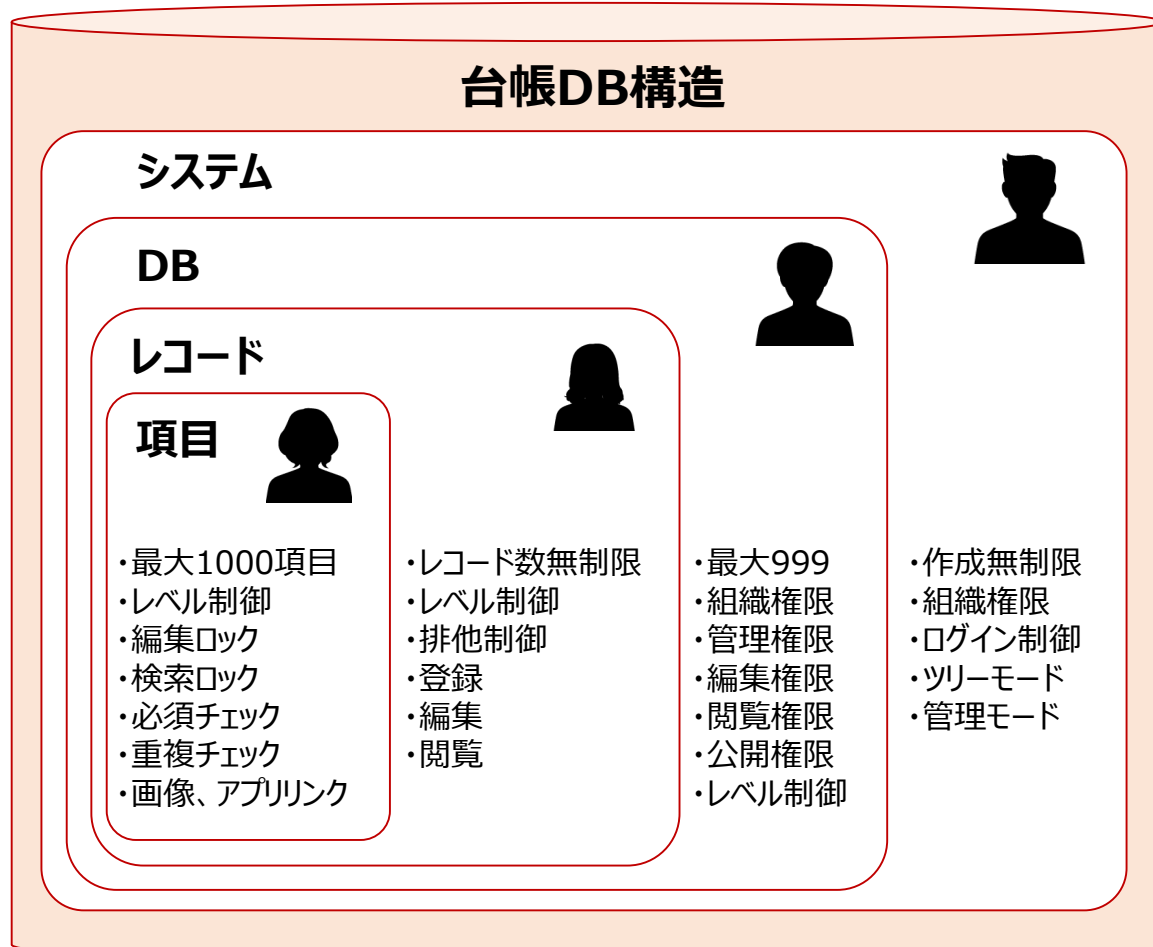 台帳DB構造
システム
DB
レコード
項目
・最大1000項目
・レベル制御
・編集ロック
・検索ロック
・必須チェック
・重複チェック
・画像、アプリリンク
・レコード数無制限
・レベル制御
・排他制御
・登録
・編集
・閲覧
・最大999
・組織権限
・管理権限
・編集権限
・閲覧権限
・公開権限
・レベル制御
・作成無制限
・組織権限
・ログイン制御
・ツリーモード
・管理モード